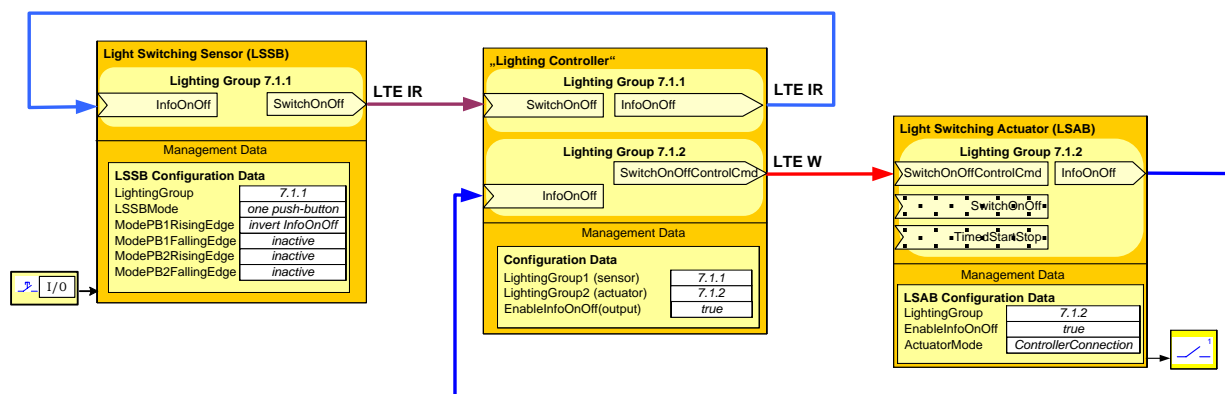 Light Switching Sensor (LSSB)
Lighting Group 7.1.1
InfoOnOff
SwitchOnOff
LTE IR
Management Data
LSSB Configuration Data
LightingGroup 7.1.1
LSSBMode one push-button
ModePB1RisingEdge invert InfoOnOff
ModePB1FallingEdge inactive
ModePB2RisingEdge inactive
ModePB2FallingEdge inactive
I/0
„Lighting Controller“
Lighting Group 7.1.1
SwitchOnOff
InfoOnOff
LTE IR
Lighting Group 7.1.2
SwitchOnOffControlCmd
LTE W
InfoOnOff
Management Data
Configuration Data
LightingGroup1 (sensor) 7.1.1
LightingGroup2 (actuator) 7.1.2
EnableInfoOnOff(output) true
Light Switching Actuator (LSAB)
Lighting Group 7.1.2
SwitchOnOffControlCmd
InfoOnOff
SwitchOnOff
TimedStartStop
Management Data
LSAB Configuration Data
LightingGroup 7.1.2
EnableInfoOnOff true
ActuatorMode ControllerConnection
1